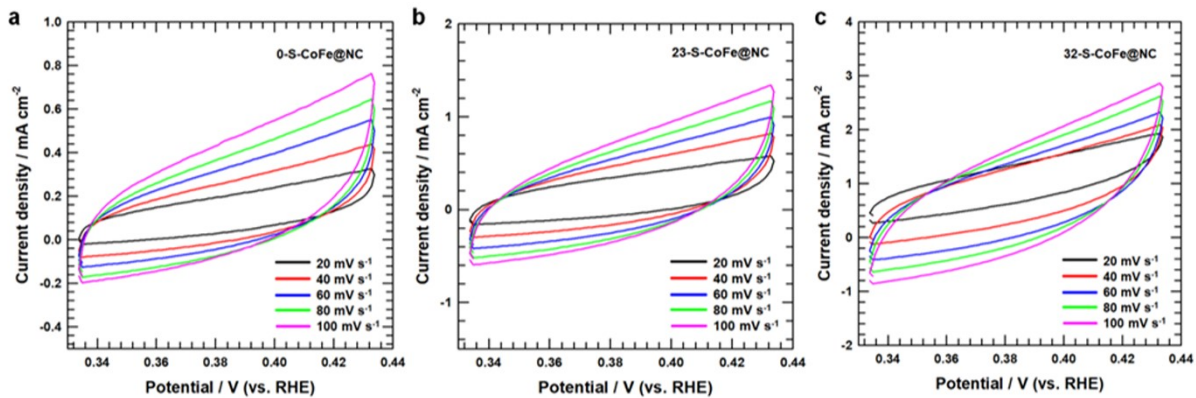 a
0-S-CoFe@NC
Current density / mA cm⁻²
1.0
0.8
0.6
0.4
0.2
0.0
-0.2
-0.4
20 mV s⁻¹
40 mV s⁻¹
60 mV s⁻¹
80 mV s⁻¹
100 mV s⁻¹
0.34 0.36 0.38 0.40 0.42 0.44
Potential / V (vs. RHE)
b
23-S-CoFe@NC
Current density / mA cm⁻²
2
1
0
-1
20 mV s⁻¹
40 mV s⁻¹
60 mV s⁻¹
80 mV s⁻¹
100 mV s⁻¹
0.34 0.36 0.38 0.40 0.42 0.44
Potential / V (vs. RHE)
c
32-S-CoFe@NC
Current density / mA cm⁻²
4
3
2
1
0
-1
-2
20 mV s⁻¹
40 mV s⁻¹
60 mV s⁻¹
80 mV s⁻¹
100 mV s⁻¹
0.34 0.36 0.38 0.40 0.42 0.44
Potential / V (vs. RHE)